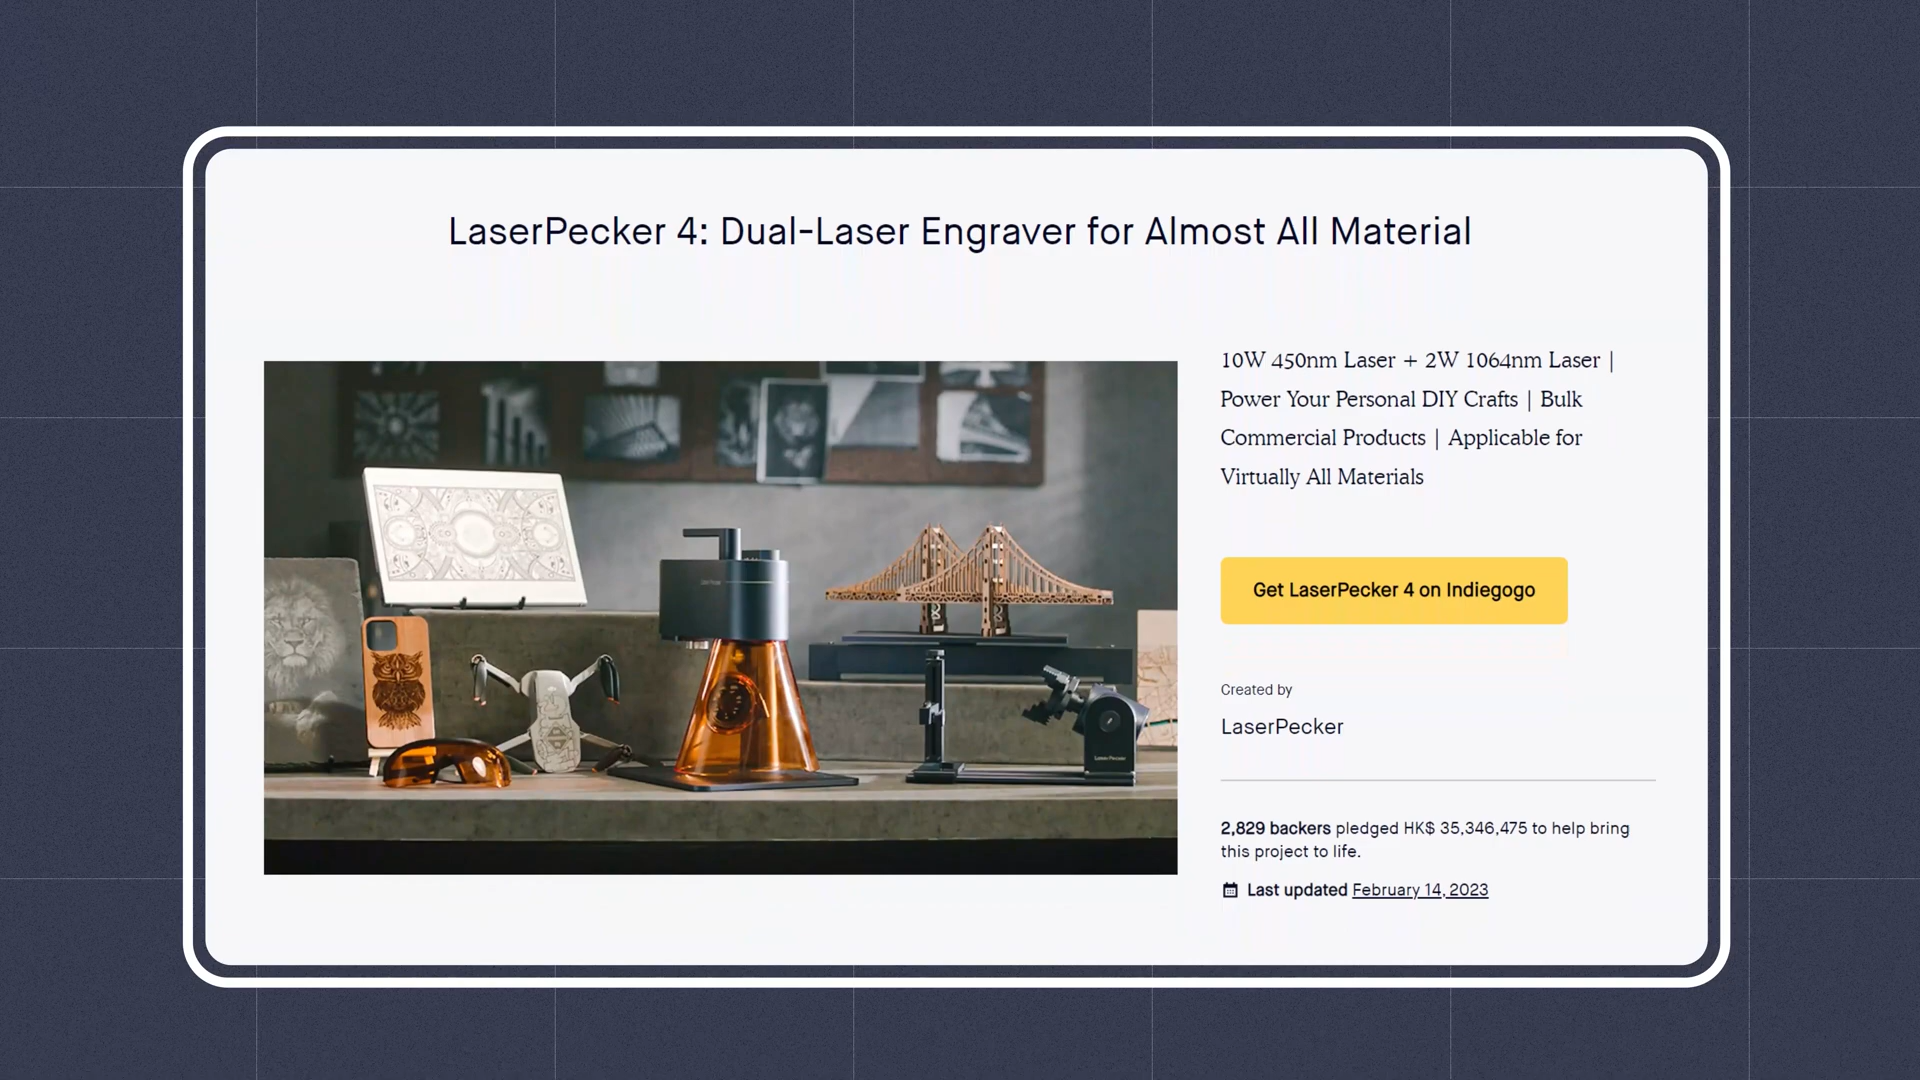 LaserPecker 4: Dual-Laser Engraver for Almost All Material
10W 450nm Laser + 2W 1064nm Laser |
Power Your Personal DIY Crafts | Bulk
Commercial Products | Applicable for
Virtually All Materials
Get LaserPecker 4 on Indiegogo
Created by
LaserPecker
LaserPecker
2,829 backers pledged HK$ 35,346,475 to help bring
this project to life.
Last updated February 14, 2023